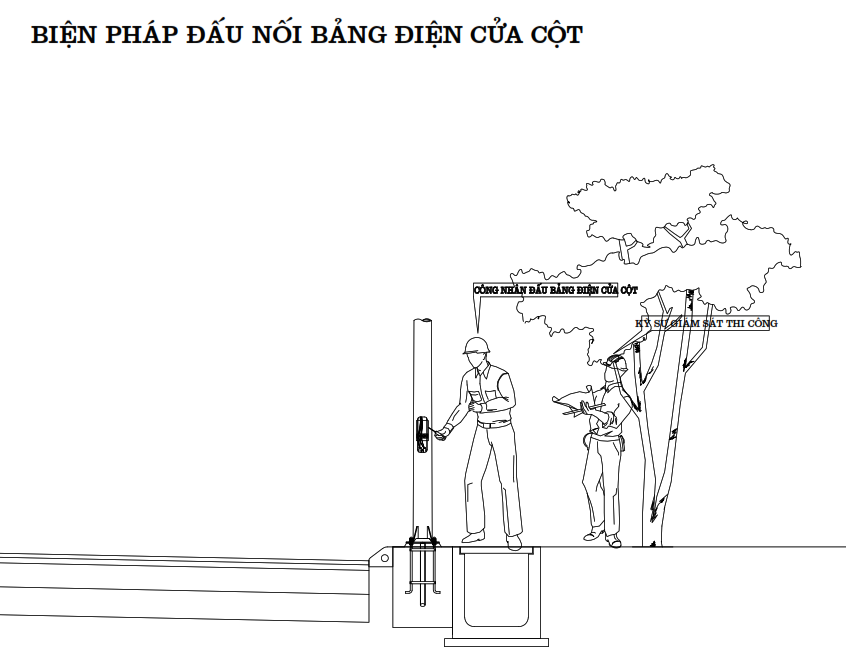 BIỆN PHÁP ĐẤU NỐI BẢNG ĐIỆN CỬA CỘT
CÔNG NHÂN ĐẤU BẢNG ĐIỆN CỬA CỘT
KỸ SƯ GIÁM SÁT THI CÔNG